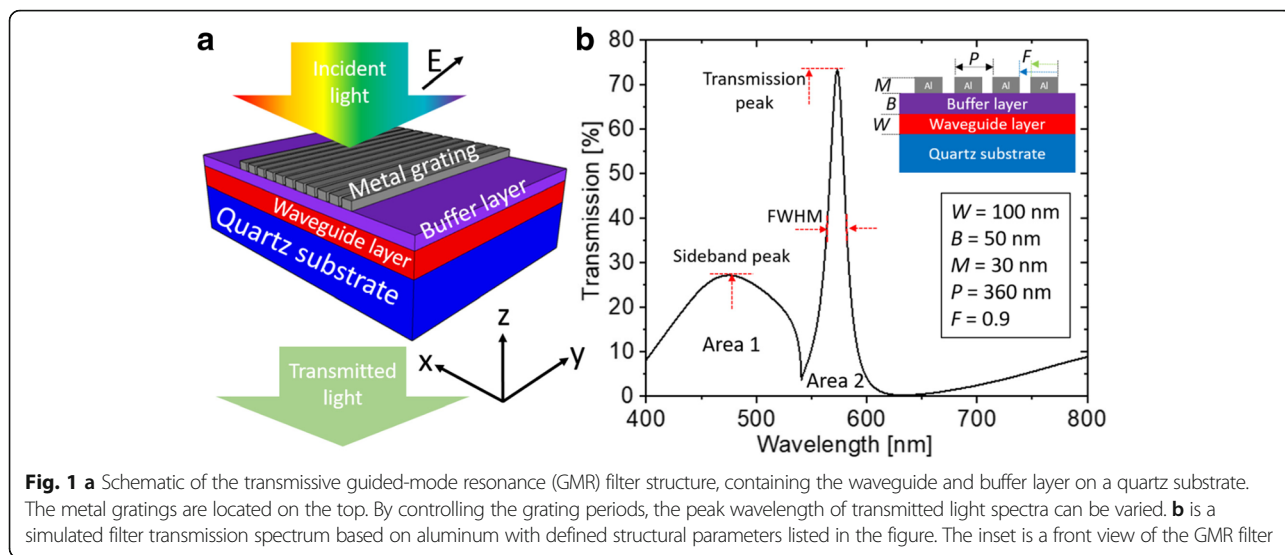 a
Incident
light
E
Metal grating
Buffer layer
Waveguide layer
Quartz substrate
z
x
y
Transmitted
light
b
80
70
60
50
40
30
20
10
0
Transmission [%]
400
500
600
700
800
Wavelength [nm]
Transmission
peak
FWHM
Sideband peak
Area 1
Area 2
P
F
M
Al
Al
Al
Al
B
Buffer layer
W
Waveguide layer
Quartz substrate
W = 100 nm
B = 50 nm
M = 30 nm
P = 360 nm
F = 0.9
Fig. 1 a Schematic of the transmissive guided-mode resonance (GMR) filter structure, containing the waveguide and buffer layer on a quartz substrate.
The metal gratings are located on the top. By controlling the grating periods, the peak wavelength of transmitted light spectra can be varied. b is a
simulated filter transmission spectrum based on aluminum with defined structural parameters listed in the figure. The inset is a front view of the GMR filter